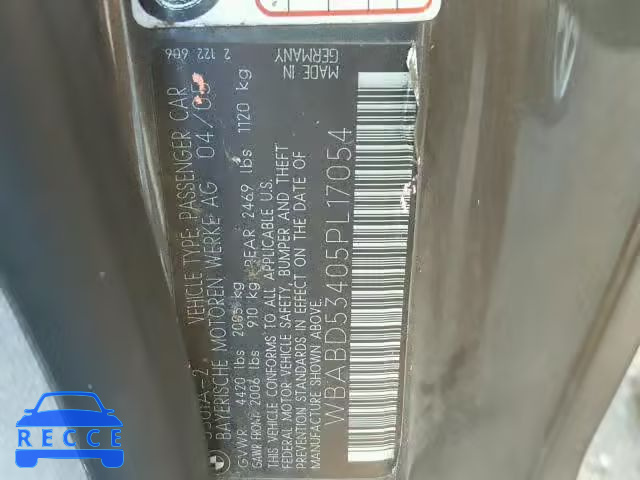 VEHICLE TYPE: PASSENGER CAR
BAYERISCHE MOTOREN WERKE AG 04/05
GVWR 4420 lbs 2005 kg
GAWR FRONT 2006 lbs 910 kg REAR 2469 lbs 1120 kg
THIS VEHICLE CONFORMS TO ALL APPLICABLE U.S.
FEDERAL MOTOR VEHICLE SAFETY, BUMPER AND THEFT
PREVENTION STANDARDS IN EFFECT ON THE DATE OF
MANUFACTURE SHOWN ABOVE.
WBABD53405PL17054
2 122 606
MADE IN
GERMANY
RECCE